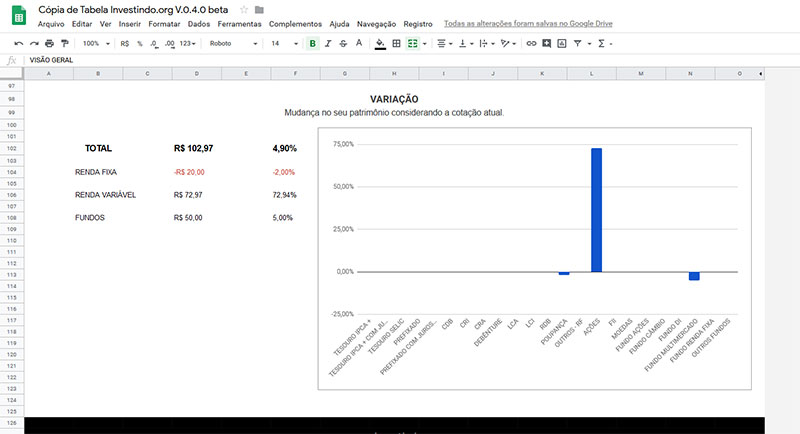 Cópia de Tabela Investindo.org V.0.4.0 beta
Arquivo Editar Ver Inserir Formatar Dados Ferramentas Complementos Ajuda Navegação Registro Todas as alterações foram salvas no Google Drive
100% R$ % .0 .00 123 Roboto 14 B I S A
fx VISÃO GERAL
A B C D E F G H I J K L M N O
97
98 VARIAÇÃO
99 Mudança no seu patrimônio considerando a cotação atual.
100
101
102 TOTAL R$ 102,97 4,90%
103
104 RENDA FIXA -R$ 20,00 -2,00%
105
106 RENDA VARIÁVEL R$ 72,97 72,94%
107
108 FUNDOS R$ 50,00 5,00%
109
110
111
112
113
114
115
116
117
118
119
120
121
122
123
124
125
126
75,00%
50,00%
25,00%
0,00%
-25,00%
TESOURO IPCA +
TESOURO IPCA + COM JU...
TESOURO SELIC
PREFIXADO
PREFIXADO COM JUROS...
CDB
CRI
CRA
DEBÊNTURE
LCA
LCI
RDB
POUPANÇA
OUTROS - RF
AÇÕES
FII
MOEDAS
FUNDO AÇÕES
FUNDO CÂMBIO
FUNDO DI
FUNDO MULTIMERCADO
FUNDO RENDA FIXA
OUTROS FUNDOS